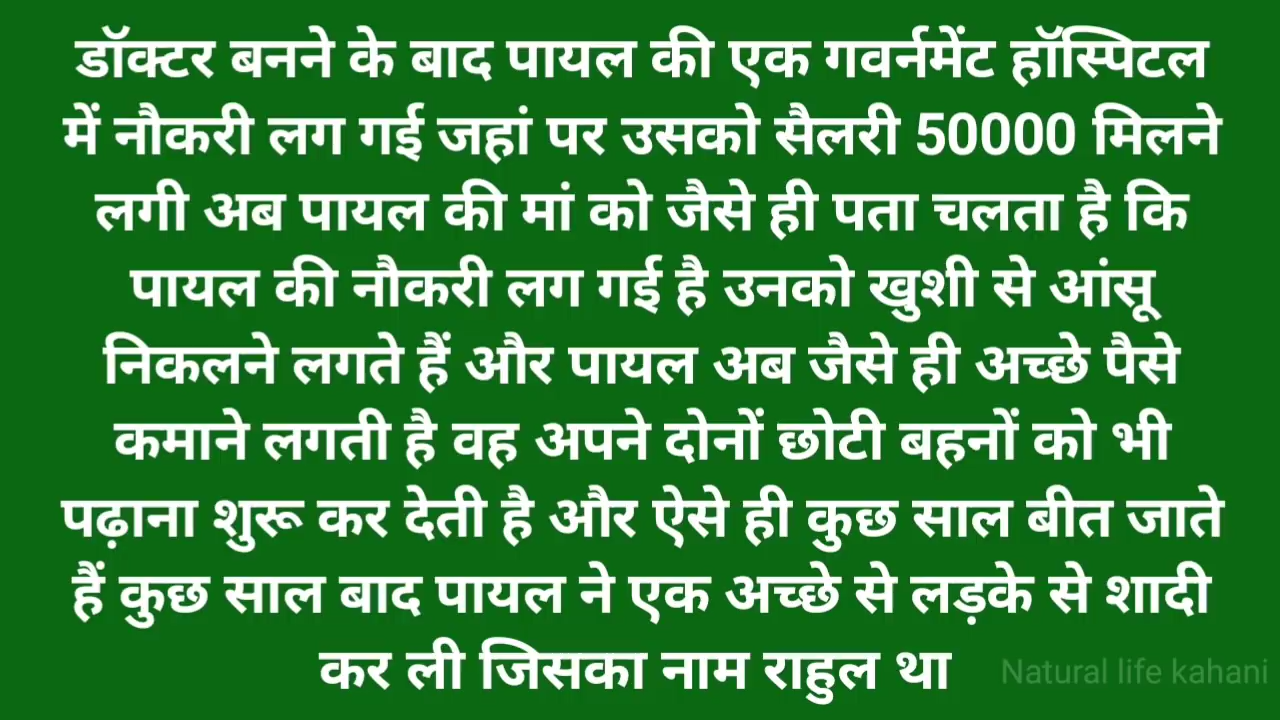 डॉक्टर बनने के बाद पायल की एक गवर्नमेंट हॉस्पिटल
में नौकरी लग गई जहां पर उसको सैलरी 50000 मिलने
लगी अब पायल की मां को जैसे ही पता चलता है कि
पायल की नौकरी लग गई है उनको खुशी से आंसू
निकलने लगते हैं और पायल अब जैसे ही अच्छे पैसे
कमाने लगती है वह अपने दोनों छोटी बहनों को भी
पढ़ाना शुरू कर देती है और ऐसे ही कुछ साल बीत जाते
हैं कुछ साल बाद पायल ने एक अच्छे से लड़के से शादी
कर ली जिसका नाम राहुल था
Natural life kahani